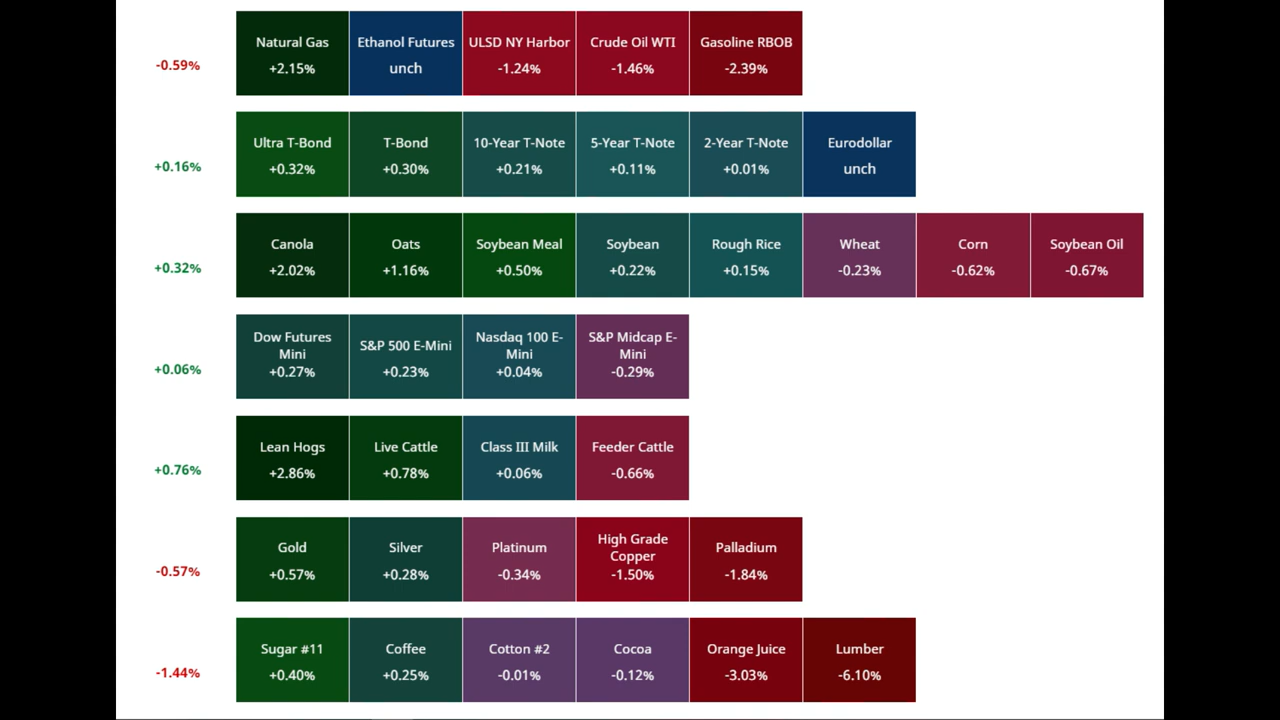 Natural Gas Ethanol Futures ULSD NY Harbor Crude Oil WTI Gasoline RBOB
-0.59% +2.15% unch -1.24% -1.46% -2.39%
Ultra T-Bond T-Bond 10-Year T-Note 5-Year T-Note 2-Year T-Note Eurodollar
+0.16% +0.32% +0.30% +0.21% +0.11% +0.01% unch
Canola Oats Soybean Meal Soybean Rough Rice Wheat Corn Soybean Oil
+0.32% +2.02% +1.16% +0.50% +0.22% +0.15% -0.23% -0.62% -0.67%
Dow Futures S&P 500 E-Mini Nasdaq 100 E- S&P Midcap E-
Mini Mini Mini
+0.06% +0.27% +0.23% +0.04% -0.29%
Lean Hogs Live Cattle Class III Milk Feeder Cattle
+0.76% +2.86% +0.78% +0.06% -0.66%
Gold Silver Platinum High Grade Palladium
Copper
-0.57% +0.57% +0.28% -0.34% -1.50% -1.84%
Sugar #11 Coffee Cotton #2 Cocoa Orange Juice Lumber
-1.44% +0.40% +0.25% -0.01% -0.12% -3.03% -6.10%